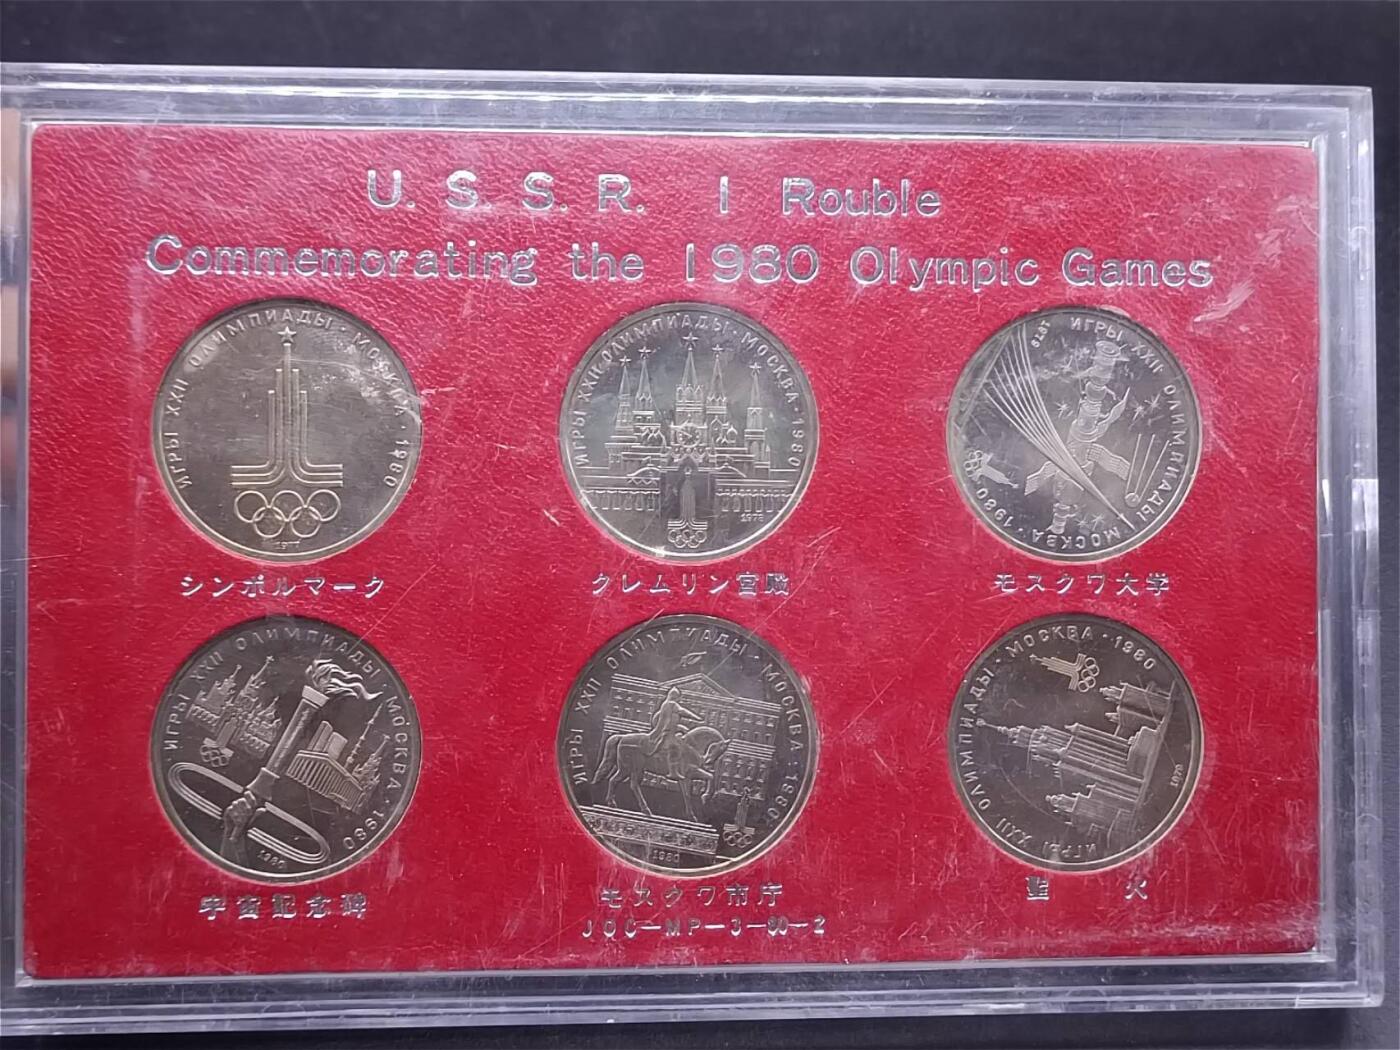 U. S. S. R. 1 Rouble
Commemorating the 1980 Olympic Games
ИГРЫ XXII ОЛИМПИАДЫ · МОСКВА · 1980
1977
ИГРЫ XXII ОЛИМПИАДЫ · МОСКВА · 1980
1978
1979 ИГРЫ XXII ОЛИМПИАДЫ МОСКВА · 1980
シンボルマーク
クレムリン宮殿
モスクワ大学
ИГРЫ XXII ОЛИМПИАДЫ МОСКВА · 1980
1980
ИГРЫ XXII ОЛИМПИАДЫ · МОСКВА · 1980
1980
ИГРЫ XXII ОЛИМПИАДЫ · МОСКВА · 1980
1979
宇宙記念碑
モスクワ市庁
聖 火
JOC-MP-3-80-2